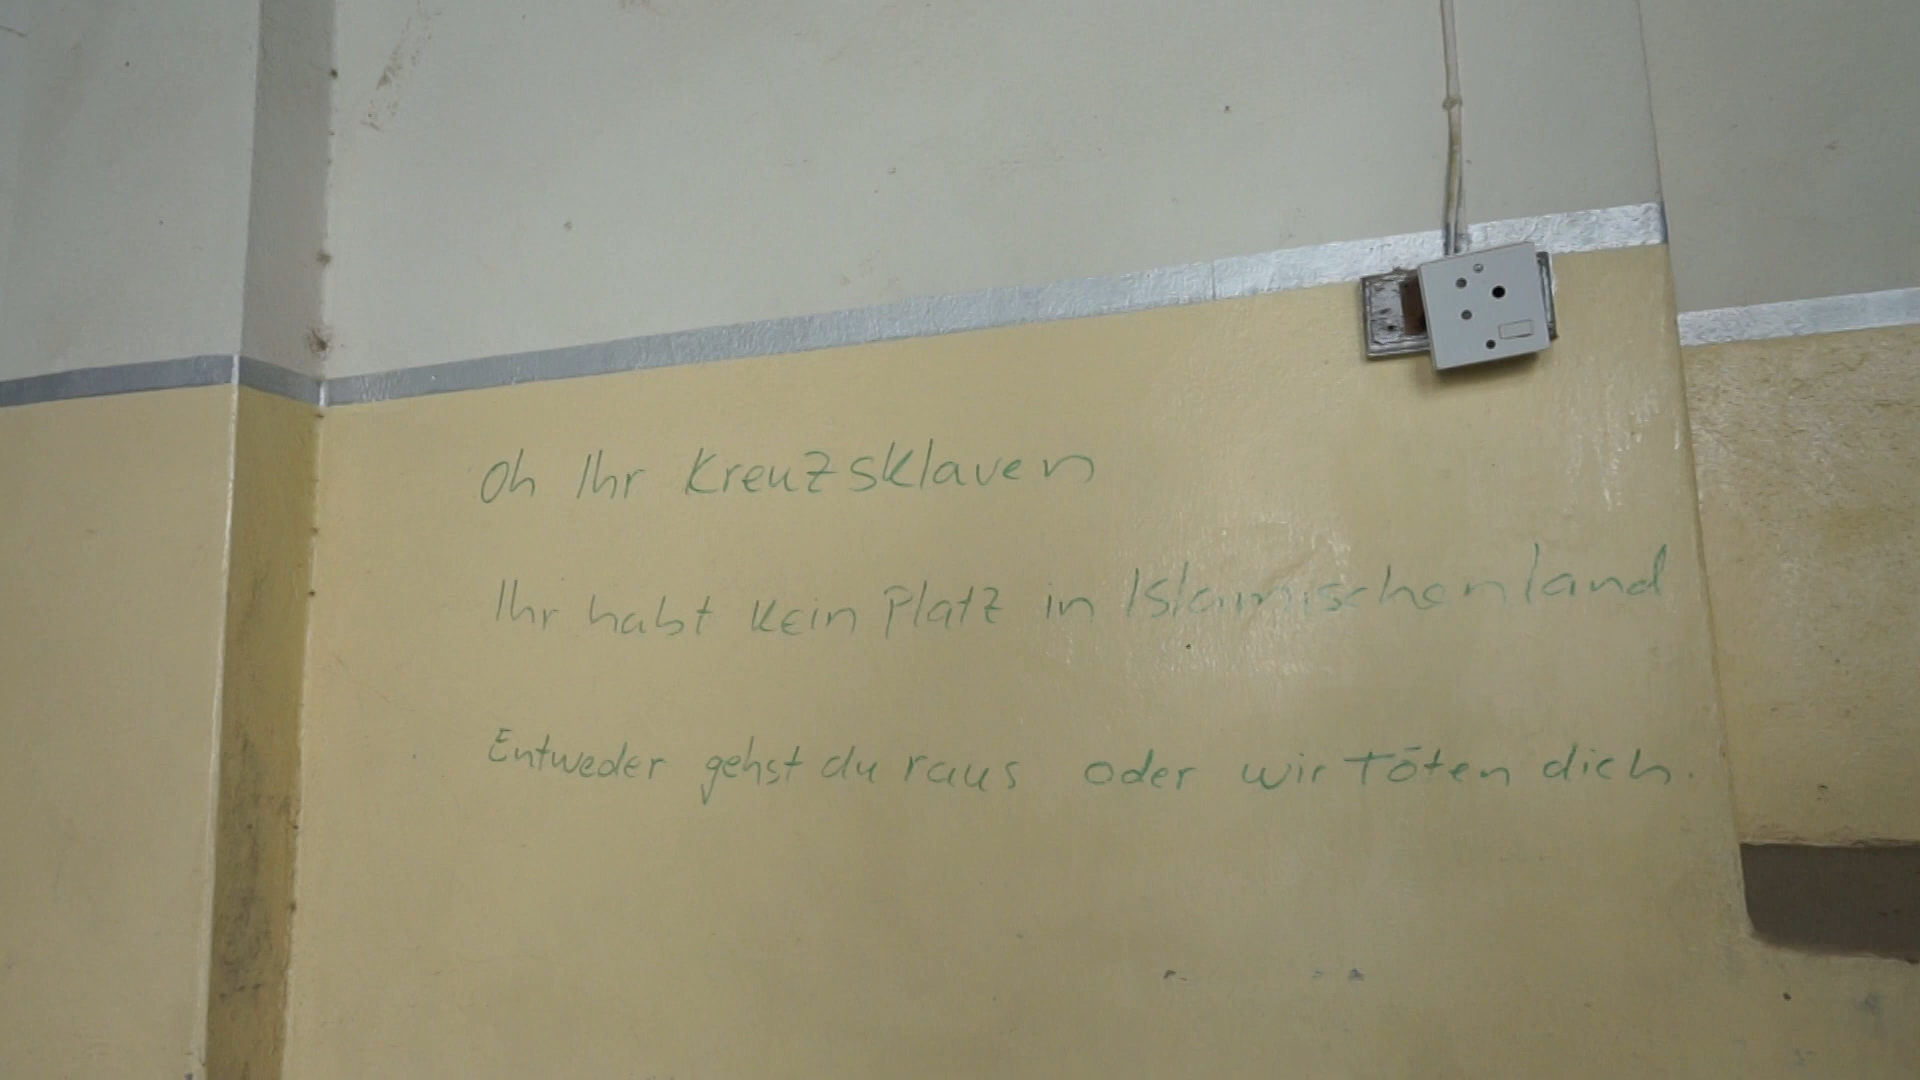 Oh Ihr Kreuzsklaven
Ihr habt kein Platz in Islamischenland
Entweder gehst du raus oder wir Töten dich.